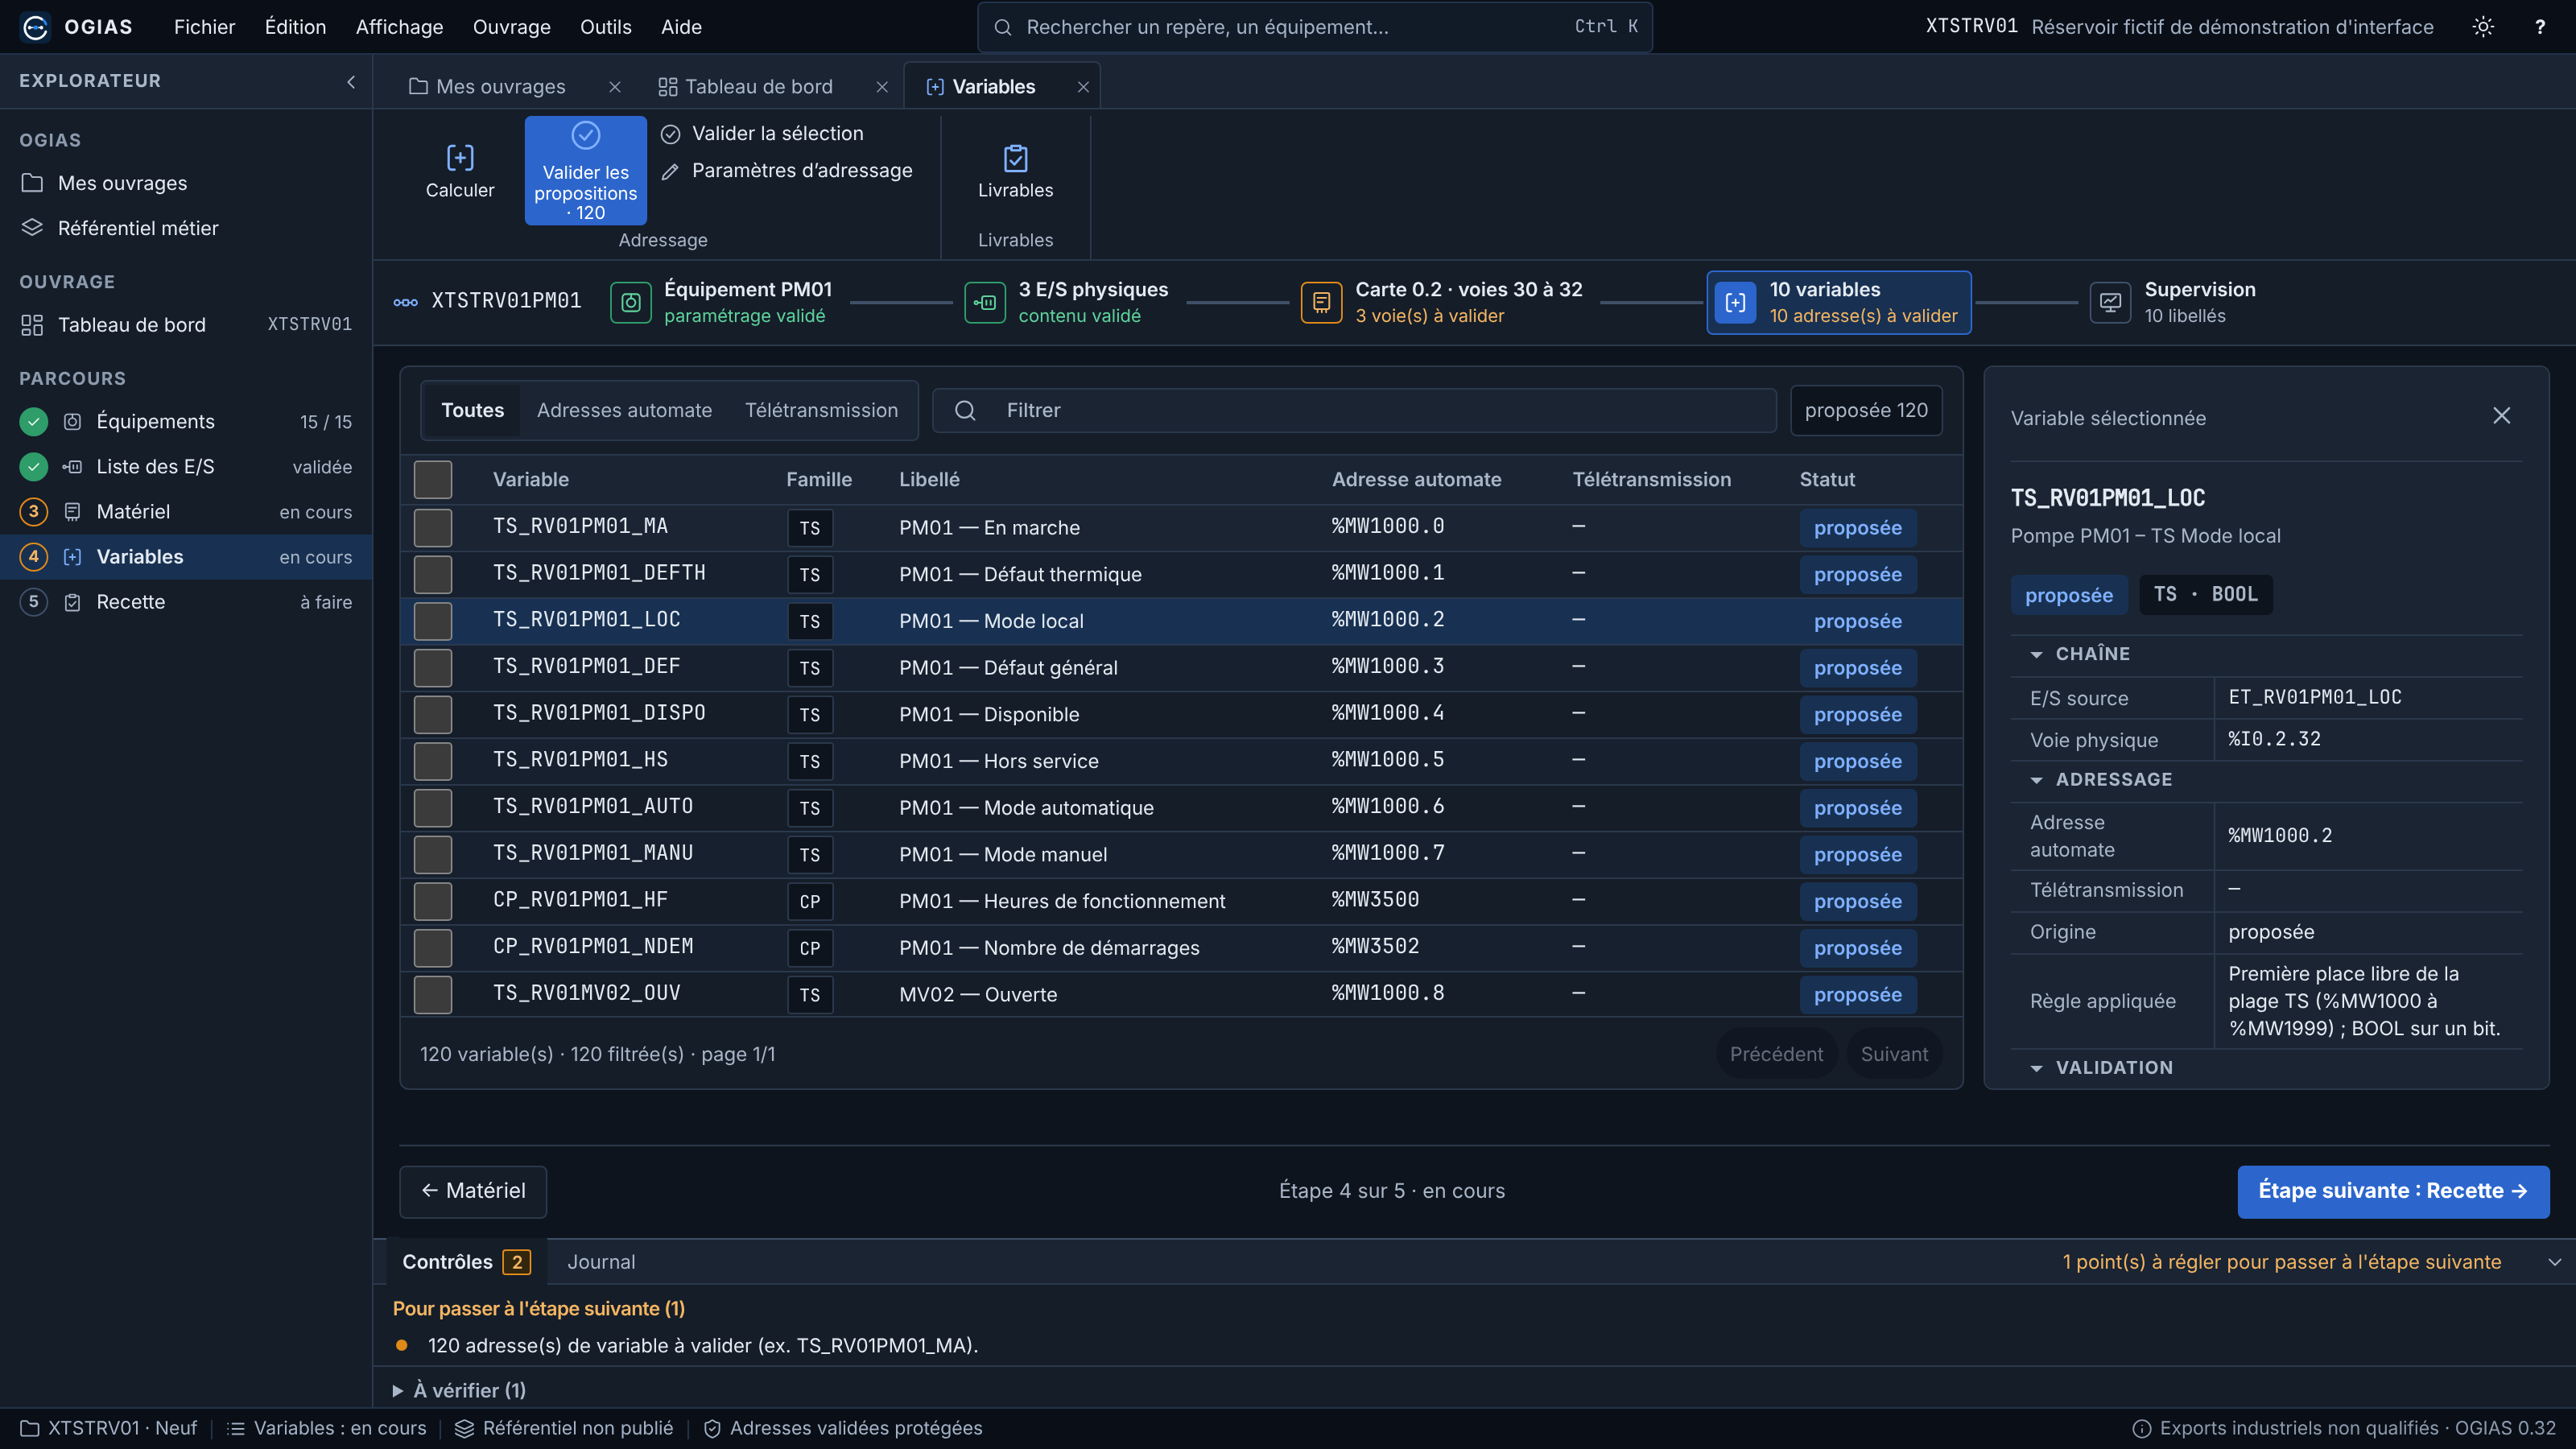 OGIAS Fichier Édition Affichage Ouvrage Outils Aide Rechercher un repère, un équipement... Ctrl K XTSTRV01 Réservoir fictif de démonstration d'interface ?
EXPLORATEUR
OGIAS
Mes ouvrages
Référentiel métier
OUVRAGE
Tableau de bord XTSTRV01
PARCOURS
Équipements 15 / 15
Liste des E/S validée
3 Matériel en cours
4 Variables en cours
5 Recette à faire
Mes ouvrages Tableau de bord Variables
Calculer
Valider les
propositions
· 120
Valider la sélection
Paramètres d’adressage
Adressage
Livrables
Livrables
XTSTRV01PM01
Équipement PM01
paramétrage validé
3 E/S physiques
contenu validé
Carte 0.2 · voies 30 à 32
3 voie(s) à valider
10 variables
10 adresse(s) à valider
Supervision
10 libellés
Toutes Adresses automate Télétransmission Filtrer proposée 120
Variable Famille Libellé Adresse automate Télétransmission Statut
TS_RV01PM01_MA TS PM01 — En marche %MW1000.0 — proposée
TS_RV01PM01_DEFTH TS PM01 — Défaut thermique %MW1000.1 — proposée
TS_RV01PM01_LOC TS PM01 — Mode local %MW1000.2 — proposée
TS_RV01PM01_DEF TS PM01 — Défaut général %MW1000.3 — proposée
TS_RV01PM01_DISPO TS PM01 — Disponible %MW1000.4 — proposée
TS_RV01PM01_HS TS PM01 — Hors service %MW1000.5 — proposée
TS_RV01PM01_AUTO TS PM01 — Mode automatique %MW1000.6 — proposée
TS_RV01PM01_MANU TS PM01 — Mode manuel %MW1000.7 — proposée
CP_RV01PM01_HF CP PM01 — Heures de fonctionnement %MW3500 — proposée
CP_RV01PM01_NDEM CP PM01 — Nombre de démarrages %MW3502 — proposée
TS_RV01MV02_OUV TS MV02 — Ouverte %MW1000.8 — proposée
120 variable(s) · 120 filtrée(s) · page 1/1 Précédent Suivant
Variable sélectionnée
TS_RV01PM01_LOC
Pompe PM01 – TS Mode local
proposée TS · BOOL
CHAÎNE
E/S source ET_RV01PM01_LOC
Voie physique %I0.2.32
ADRESSAGE
Adresse
automate %MW1000.2
Télétransmission —
Origine proposée
Règle appliquée Première place libre de la
plage TS (%MW1000 à
%MW1999) ; BOOL sur un bit.
VALIDATION
← Matériel Étape 4 sur 5 · en cours Étape suivante : Recette →
Contrôles 2 Journal 1 point(s) à régler pour passer à l'étape suivante
Pour passer à l'étape suivante (1)
120 adresse(s) de variable à valider (ex. TS_RV01PM01_MA).
À vérifier (1)
XTSTRV01 · Neuf Variables : en cours Référentiel non publié Adresses validées protégées Exports industriels non qualifiés · OGIAS 0.32